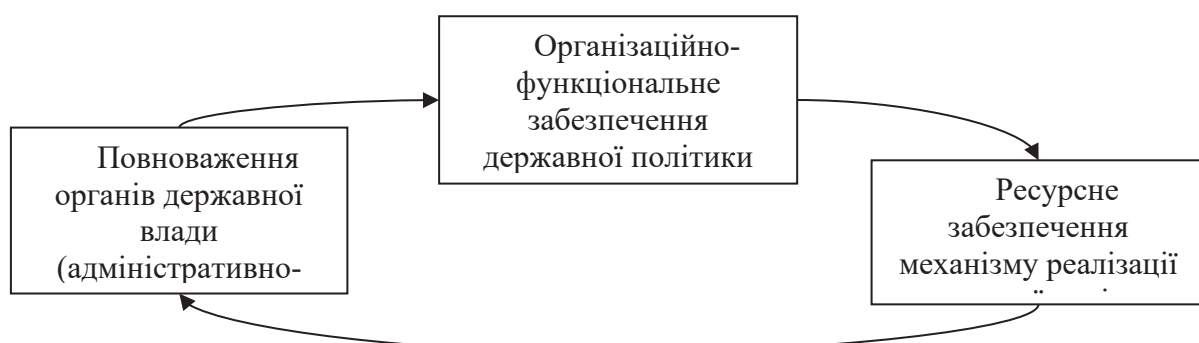 Організаційно-
функціональне
забезпечення
державної політики
Повноваження
органів державної
влади
(адміністративно-
Ресурсне
забезпечення
механізму реалізації